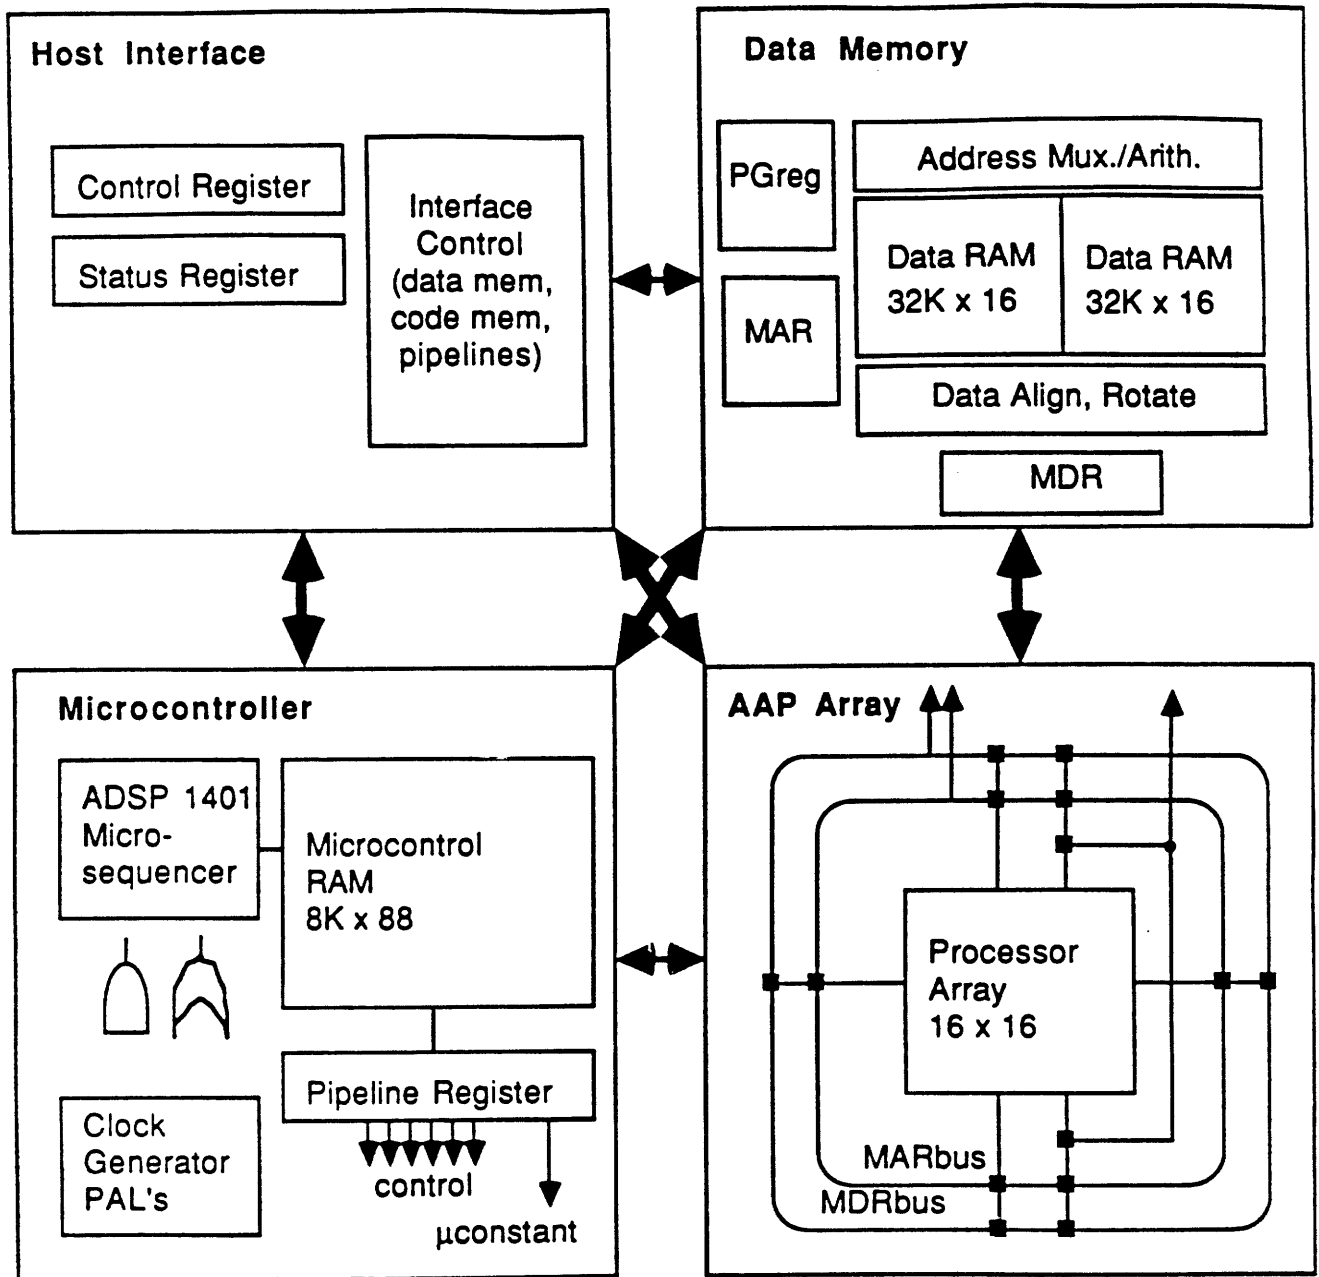 Host Interface
Control Register
Status Register
Interface
Control
(data mem,
code mem,
pipelines)
Data Memory
PGreg
MAR
Address Mux./Arith.
Data RAM
32K x 16
Data RAM
32K x 16
Data Align, Rotate
MDR
Microcontroller
ADSP 1401
Micro-
sequencer
Microcontrol
RAM
8K x 88
Pipeline Register
Clock
Generator
PAL's
control
µconstant
AAP Array
Processor
Array
16 x 16
MARbus
MDRbus